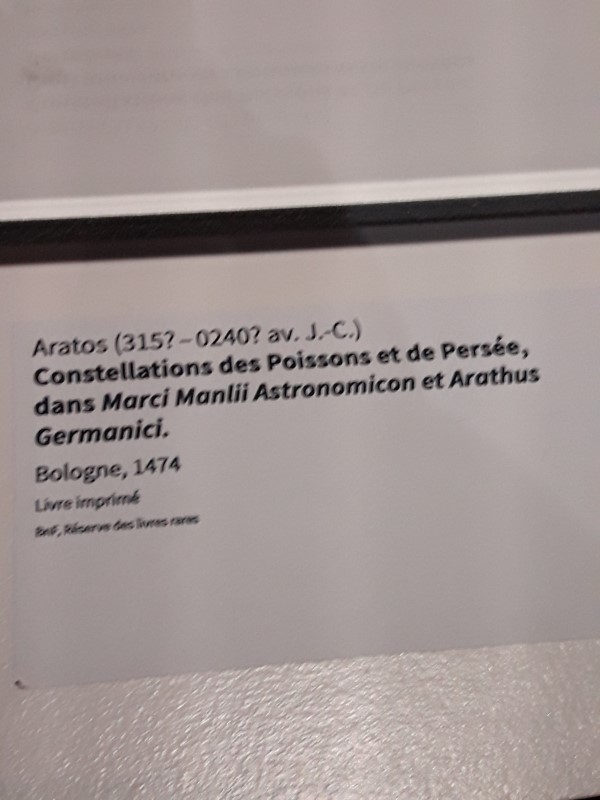 Aratos (315? – 0240? av. J.-C.)
Constellations des Poissons et de Persée,
dans Marci Manlii Astronomicon et Arathus
Germanici.
Bologne, 1474
Livre imprimé
BnF, Réserve des livres rares